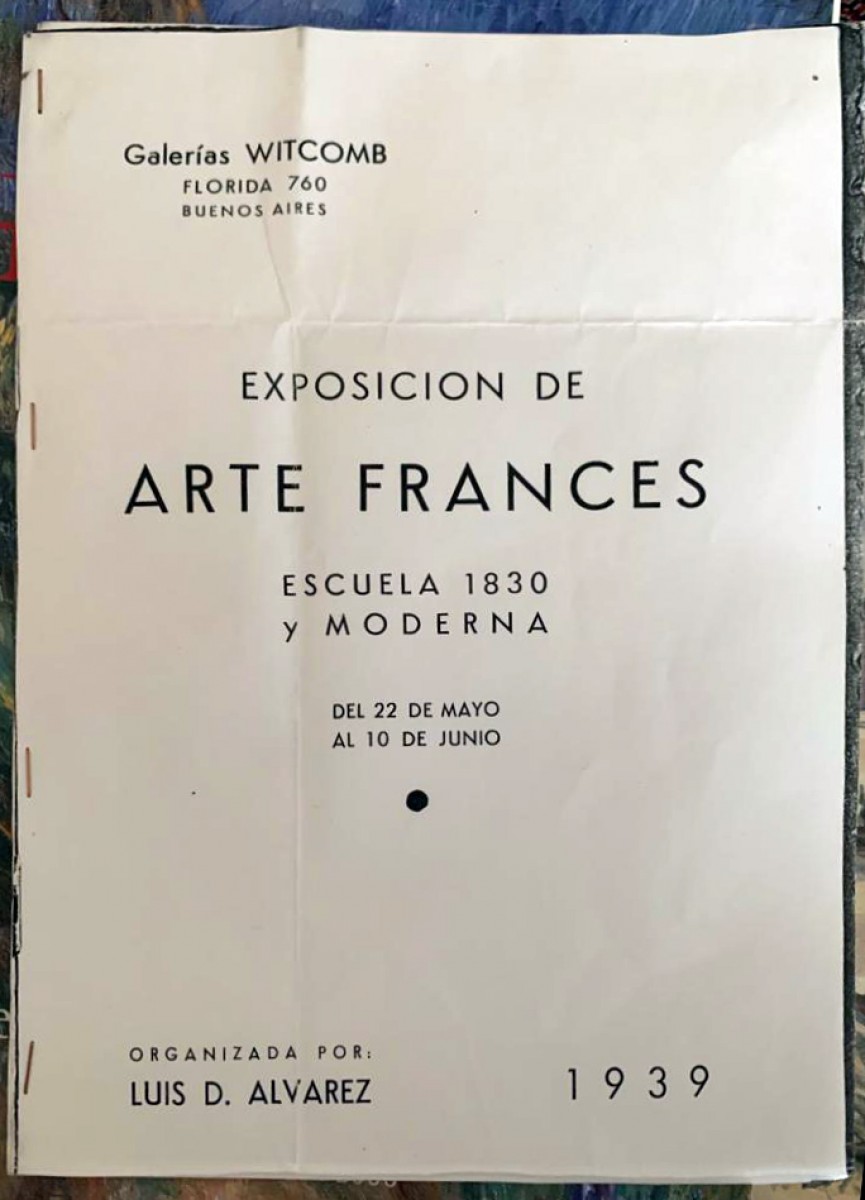 Galerías WITCOMB
FLORIDA 760
BUENOS AIRES
EXPOSICION DE
ARTE FRANCES
ESCUELA 1830
y MODERNA
DEL 22 DE MAYO
AL 10 DE JUNIO
ORGANIZADA POR:
LUIS D. ALVAREZ
1939